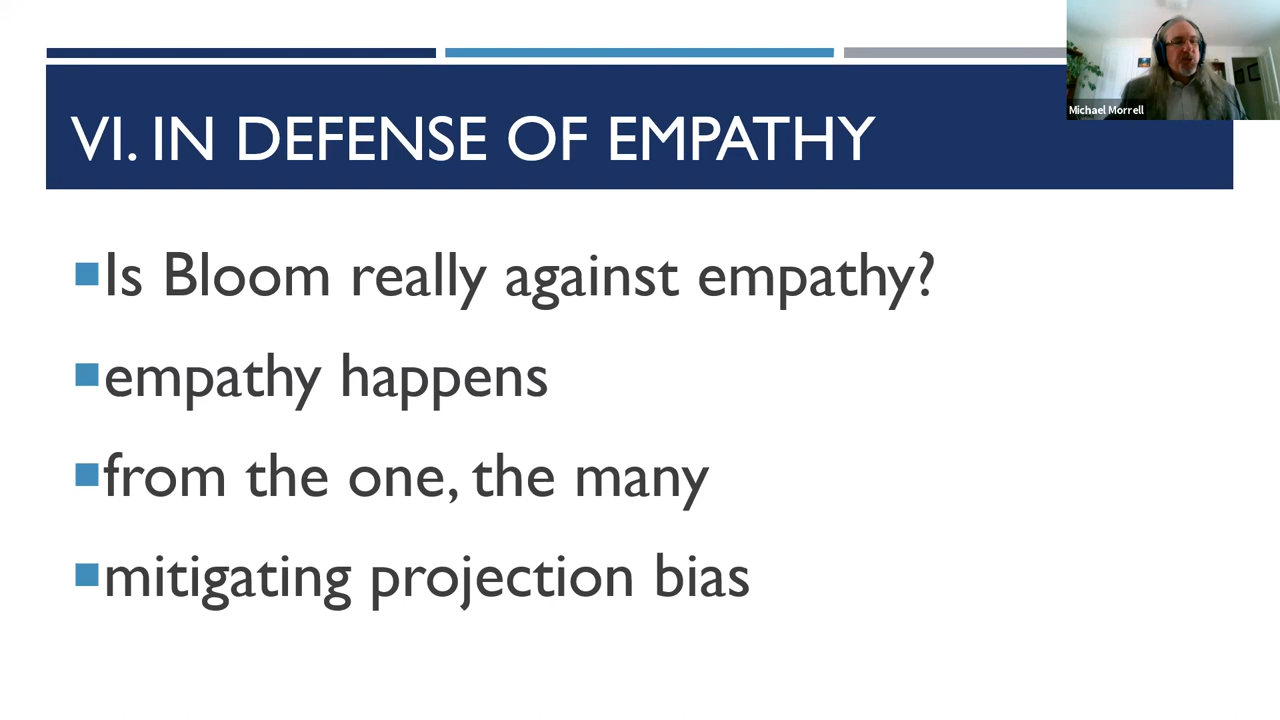 Michael Morrell
VI. IN DEFENSE OF EMPATHY
Is Bloom really against empathy?
empathy happens
from the one, the many
mitigating projection bias